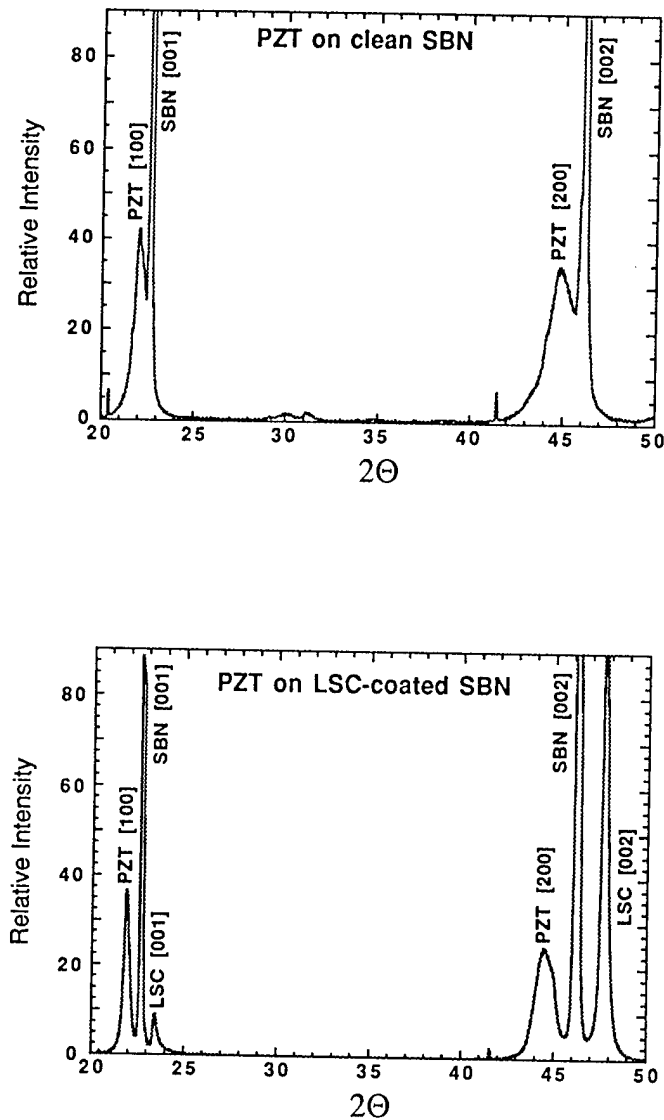 PZT on clean SBN
80
60
40
20
0
Relative Intensity
PZT [100]
SBN [001]
PZT [200]
SBN [002]
20 25 30 35 40 45 50
2Θ
PZT on LSC-coated SBN
80
60
40
20
0
Relative Intensity
PZT [100]
SBN [001]
LSC [001]
PZT [200]
SBN [002]
LSC [002]
20 25 30 35 40 45 50
2Θ